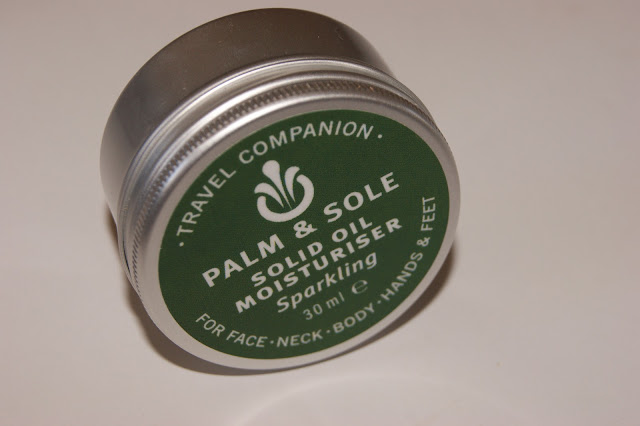 · TRAVEL COMPANION ·
PALM & SOLE
SOLID OIL
MOISTURISER
Sparkling
30 ml ℮
FOR FACE · NECK · BODY · HANDS & FEET